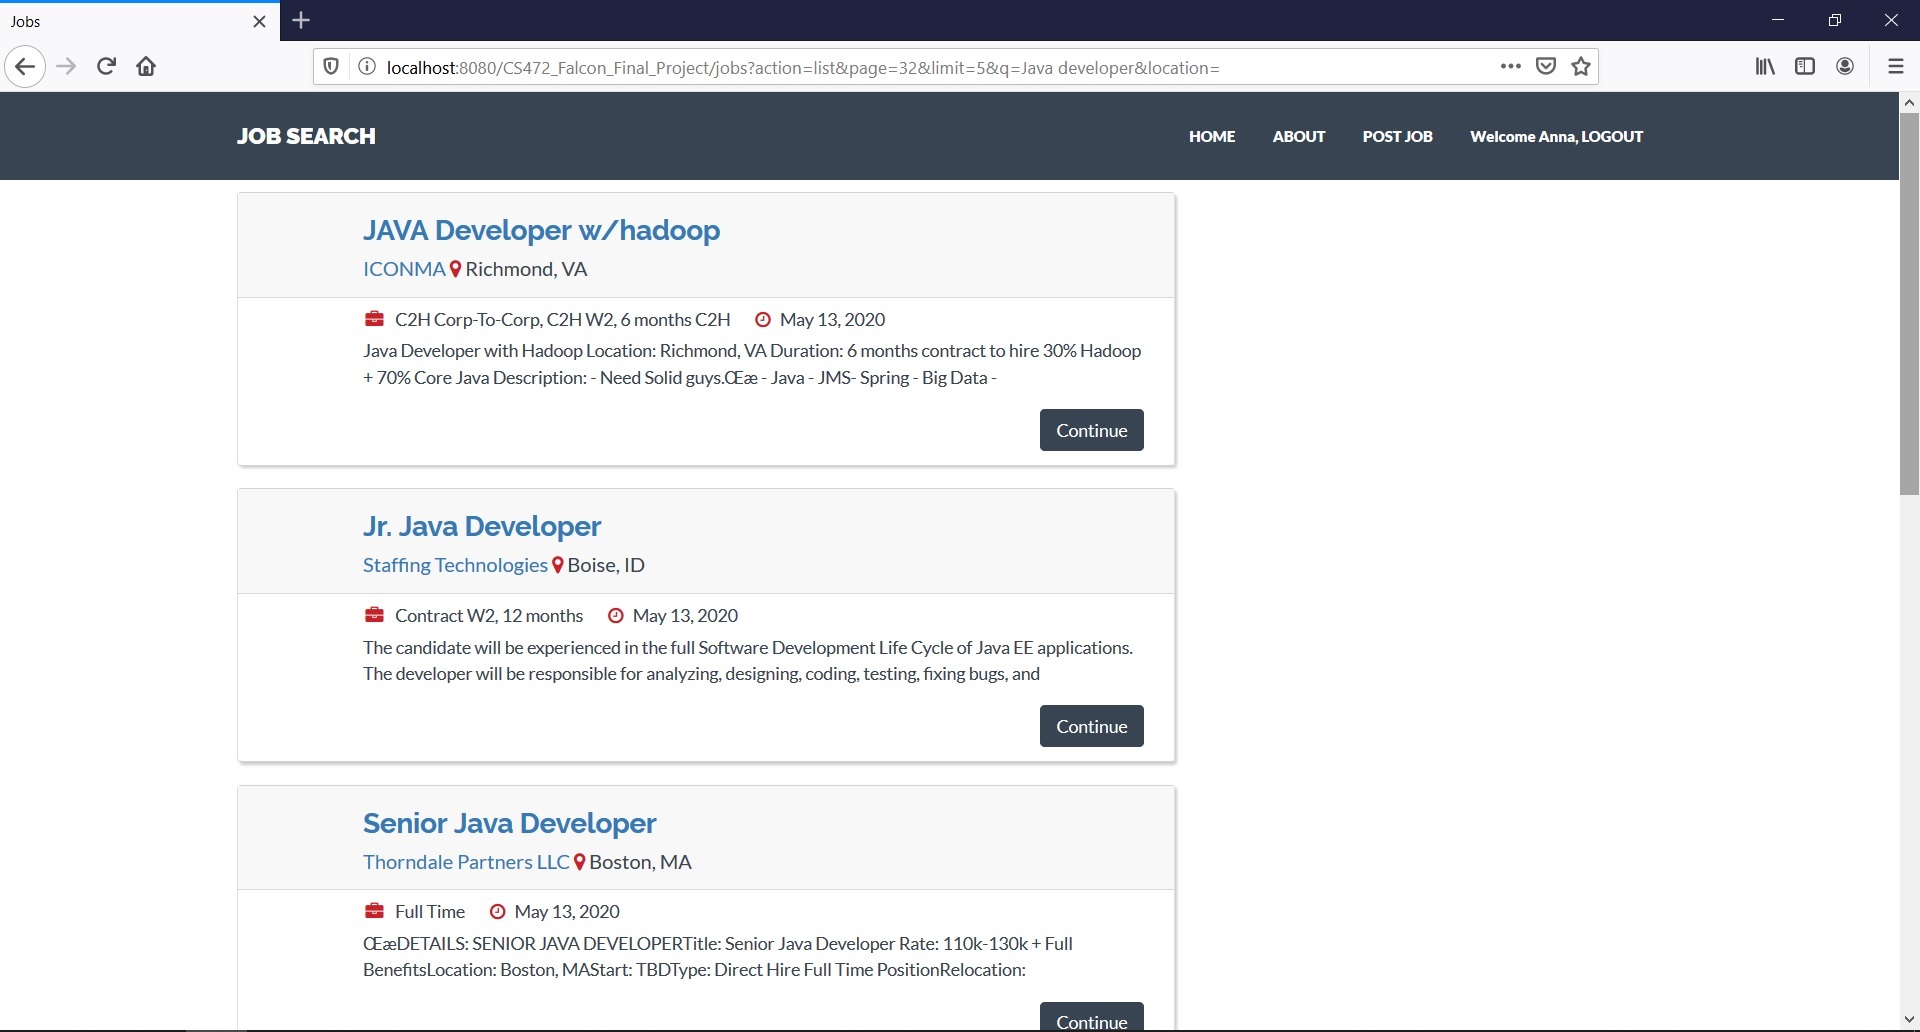 Jobs
localhost:8080/CS472_Falcon_Final_Project/jobs?action=list&page=32&limit=5&q=Java developer&location=
JOB SEARCH
HOME ABOUT POST JOB Welcome Anna, LOGOUT
JAVA Developer w/hadoop
ICONMA Richmond, VA
C2H Corp-To-Corp, C2H W2, 6 months C2H May 13, 2020
Java Developer with Hadoop Location: Richmond, VA Duration: 6 months contract to hire 30% Hadoop
+ 70% Core Java Description: - Need Solid guys.ŒÆæ - Java - JMS- Spring - Big Data -
Continue
Jr. Java Developer
Staffing Technologies Boise, ID
Contract W2, 12 months May 13, 2020
The candidate will be experienced in the full Software Development Life Cycle of Java EE applications.
The developer will be responsible for analyzing, designing, coding, testing, fixing bugs, and
Continue
Senior Java Developer
Thorndale Partners LLC Boston, MA
Full Time May 13, 2020
ŒÆæDETAILS: SENIOR JAVA DEVELOPERTitle: Senior Java Developer Rate: 110k-130k + Full
BenefitsLocation: Boston, MAStart: TBDType: Direct Hire Full Time PositionRelocation:
Continue